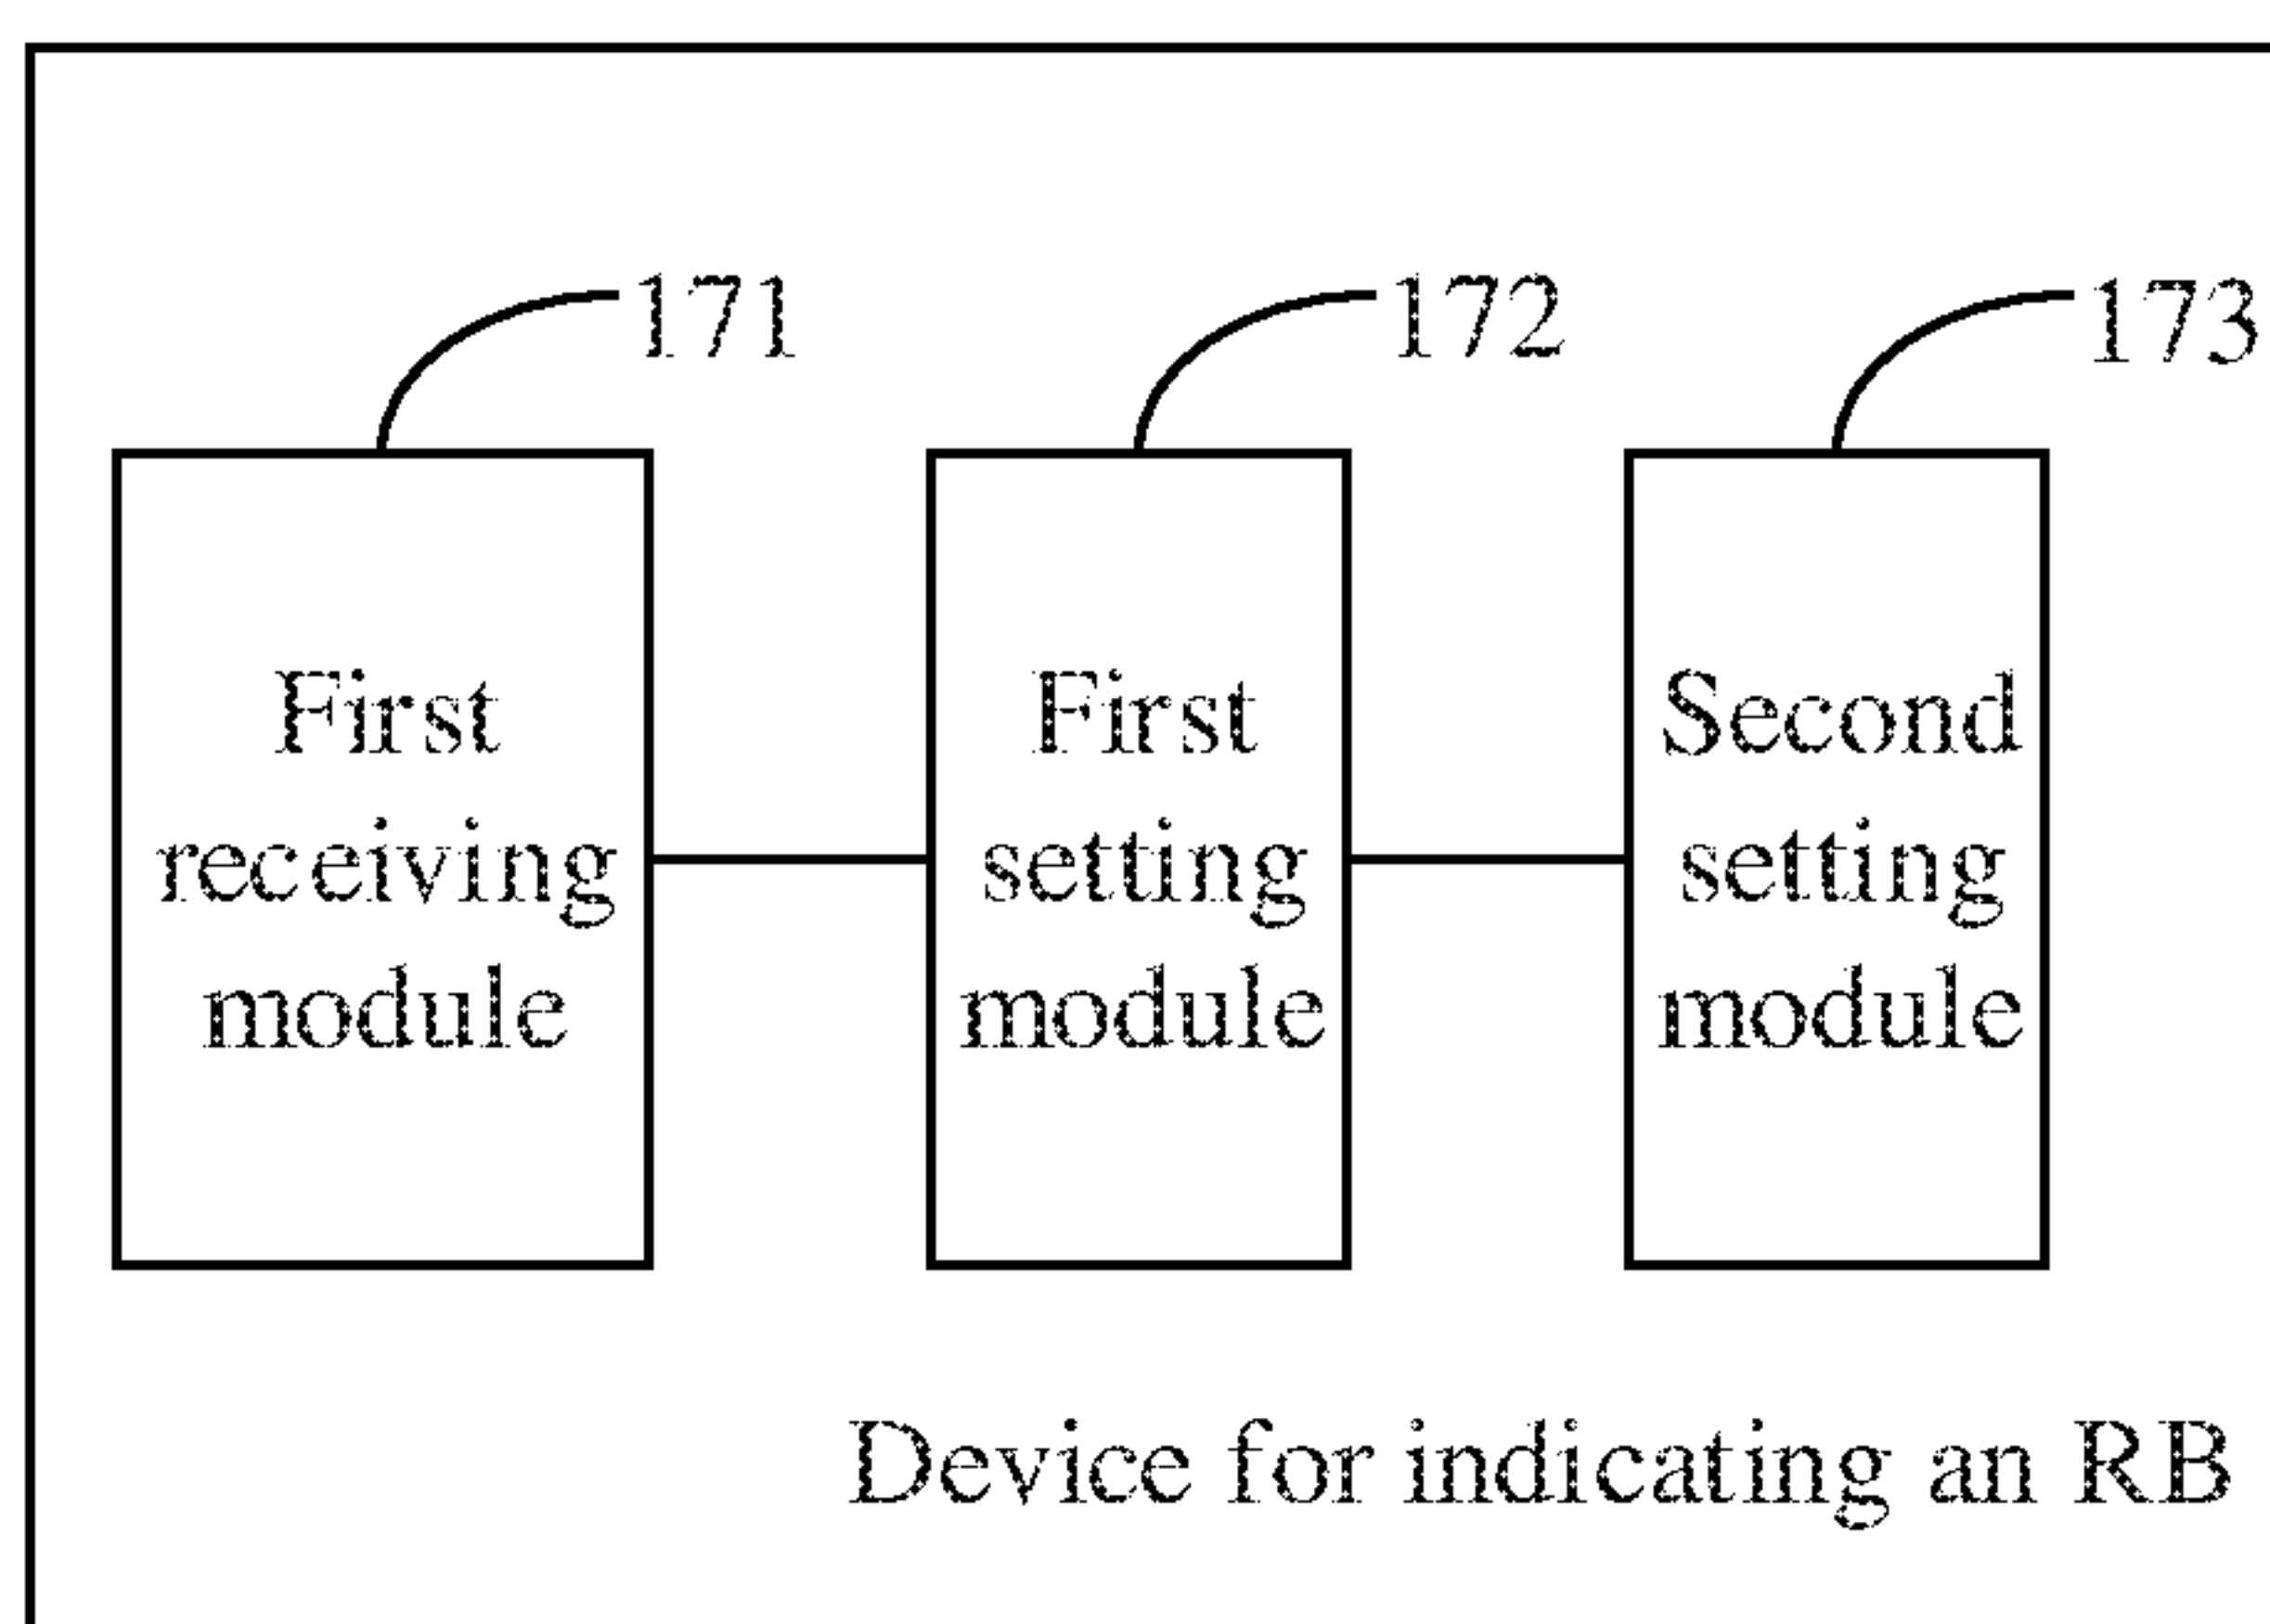 171
172
173
First
receiving
module
First
setting
module
Second
setting
module
Device for indicating an RB